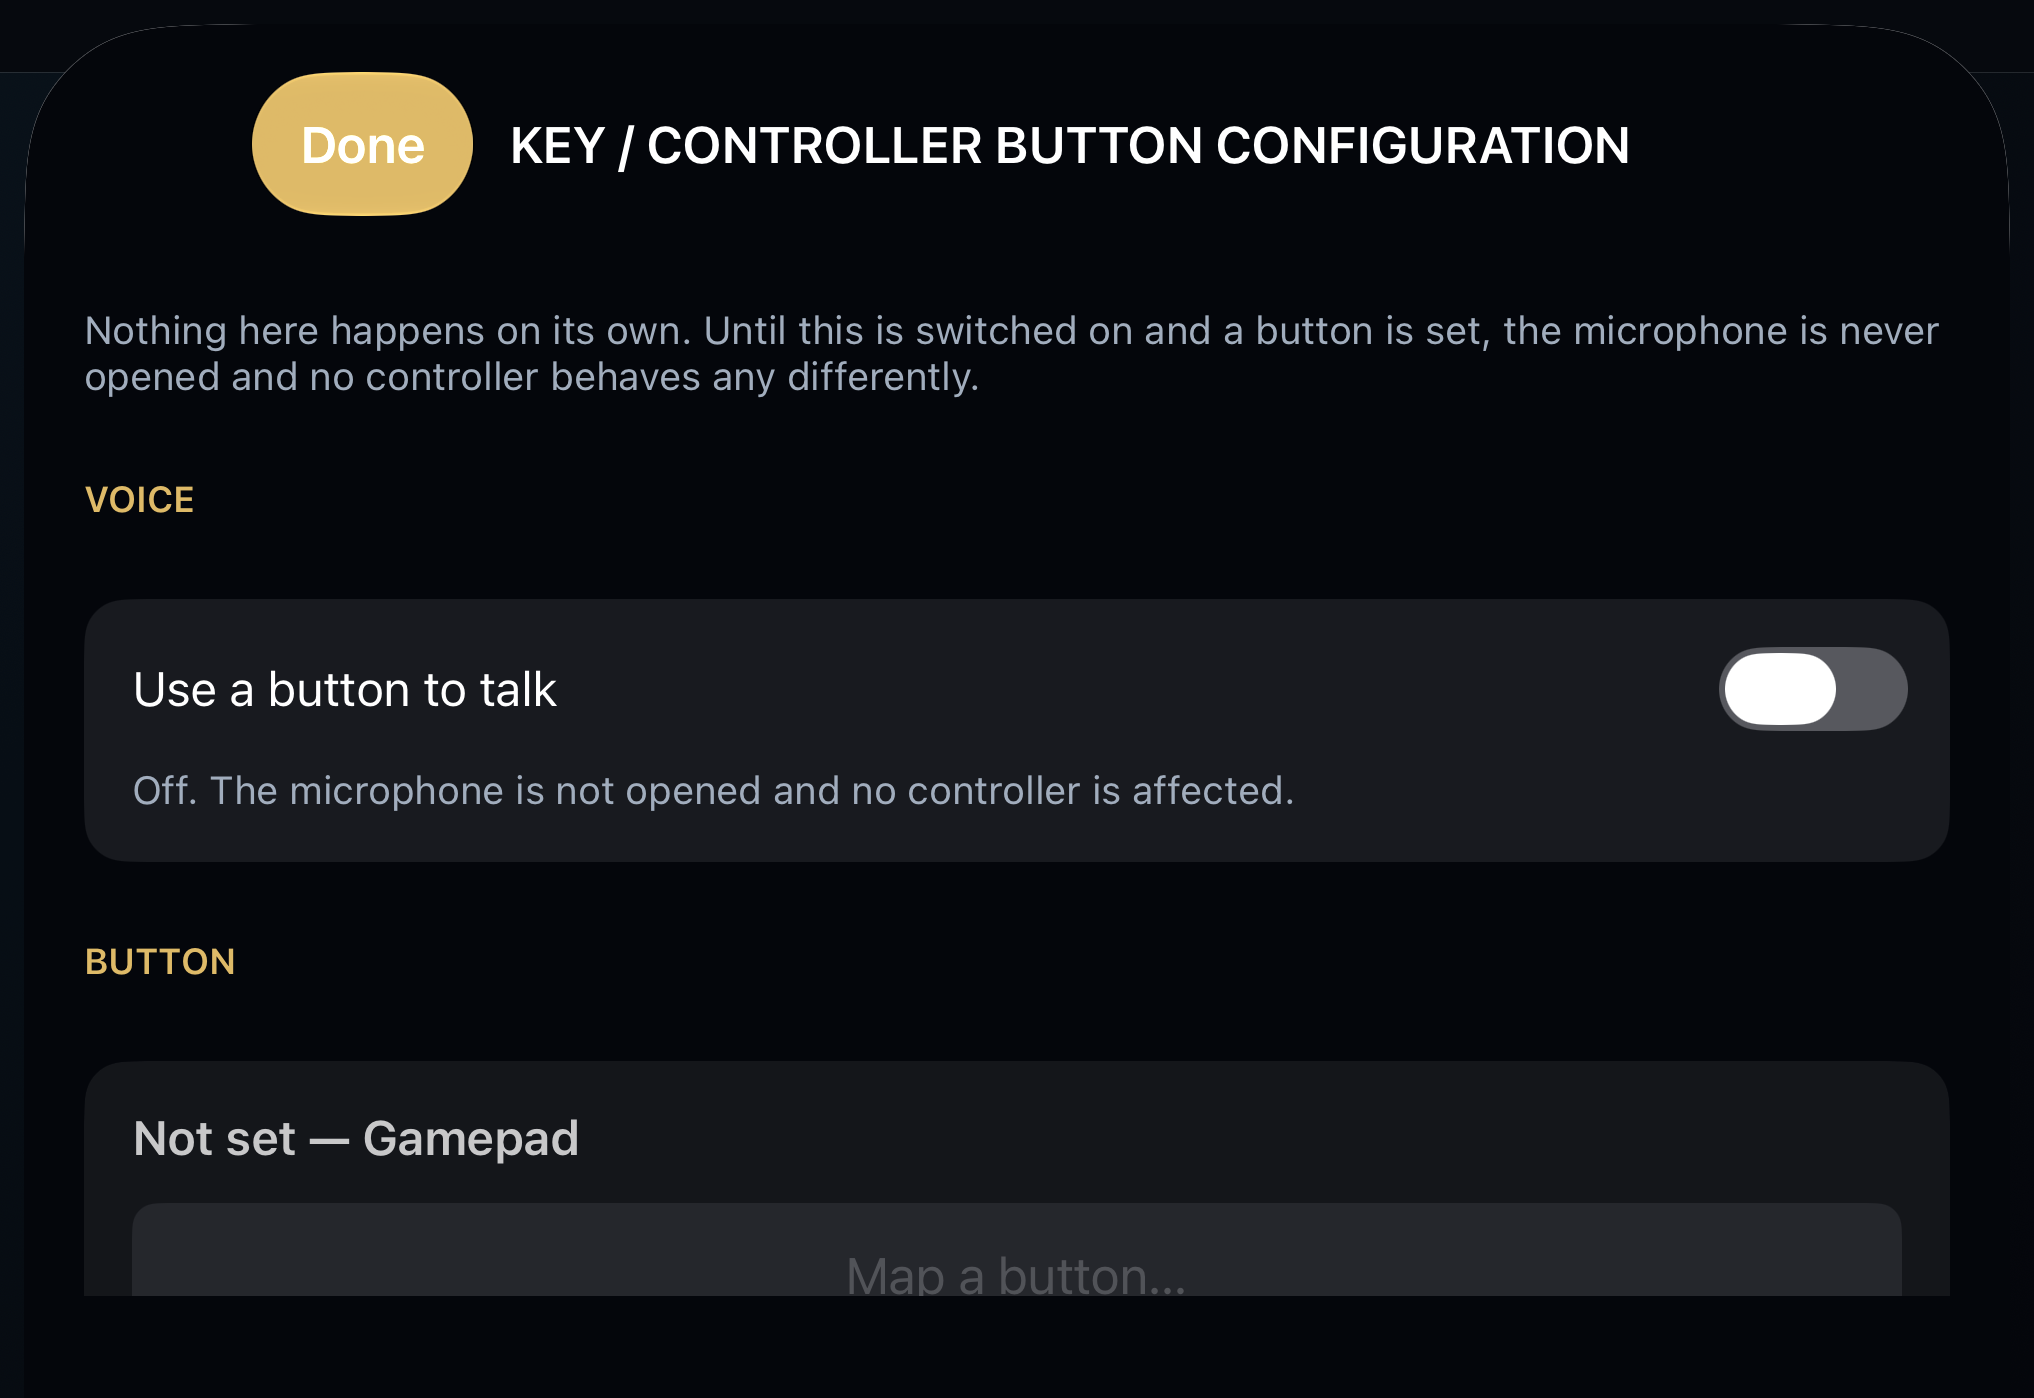 Done
KEY / CONTROLLER BUTTON CONFIGURATION
Nothing here happens on its own. Until this is switched on and a button is set, the microphone is never
opened and no controller behaves any differently.
VOICE
Use a button to talk
Off. The microphone is not opened and no controller is affected.
BUTTON
Not set — Gamepad
Map a button...